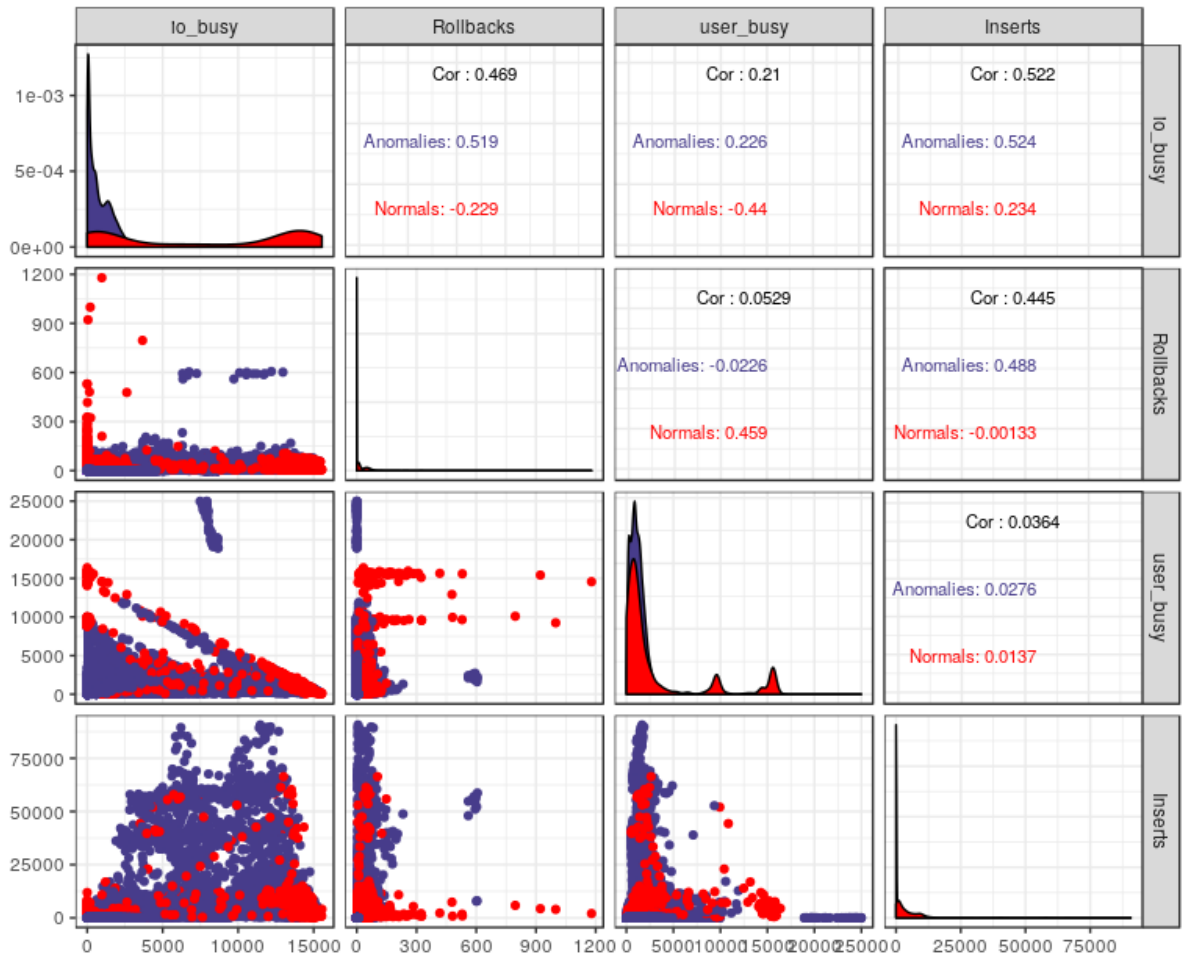 Io_busy
Rollbacks
user_busy
Inserts
1e-03
5e-04
0e+00
Cor : 0.469
Anomalies: 0.519
Normals: -0.229
Cor : 0.21
Anomalies: 0.226
Normals: -0.44
Cor : 0.522
Anomalies: 0.524
Normals: 0.234
Io_busy
1200
900
600
300
0
Cor : 0.0529
Anomalies: -0.0226
Normals: 0.459
Cor : 0.445
Anomalies: 0.488
Normals: -0.00133
Rollbacks
25000
20000
15000
10000
5000
0
Cor : 0.0364
Anomalies: 0.0276
Normals: 0.0137
user_busy
75000
50000
25000
0
Inserts
0 5000 10000 15000
0 300 600 900 1200
0 5000 10000 15000 20000 25000
0 25000 50000 75000